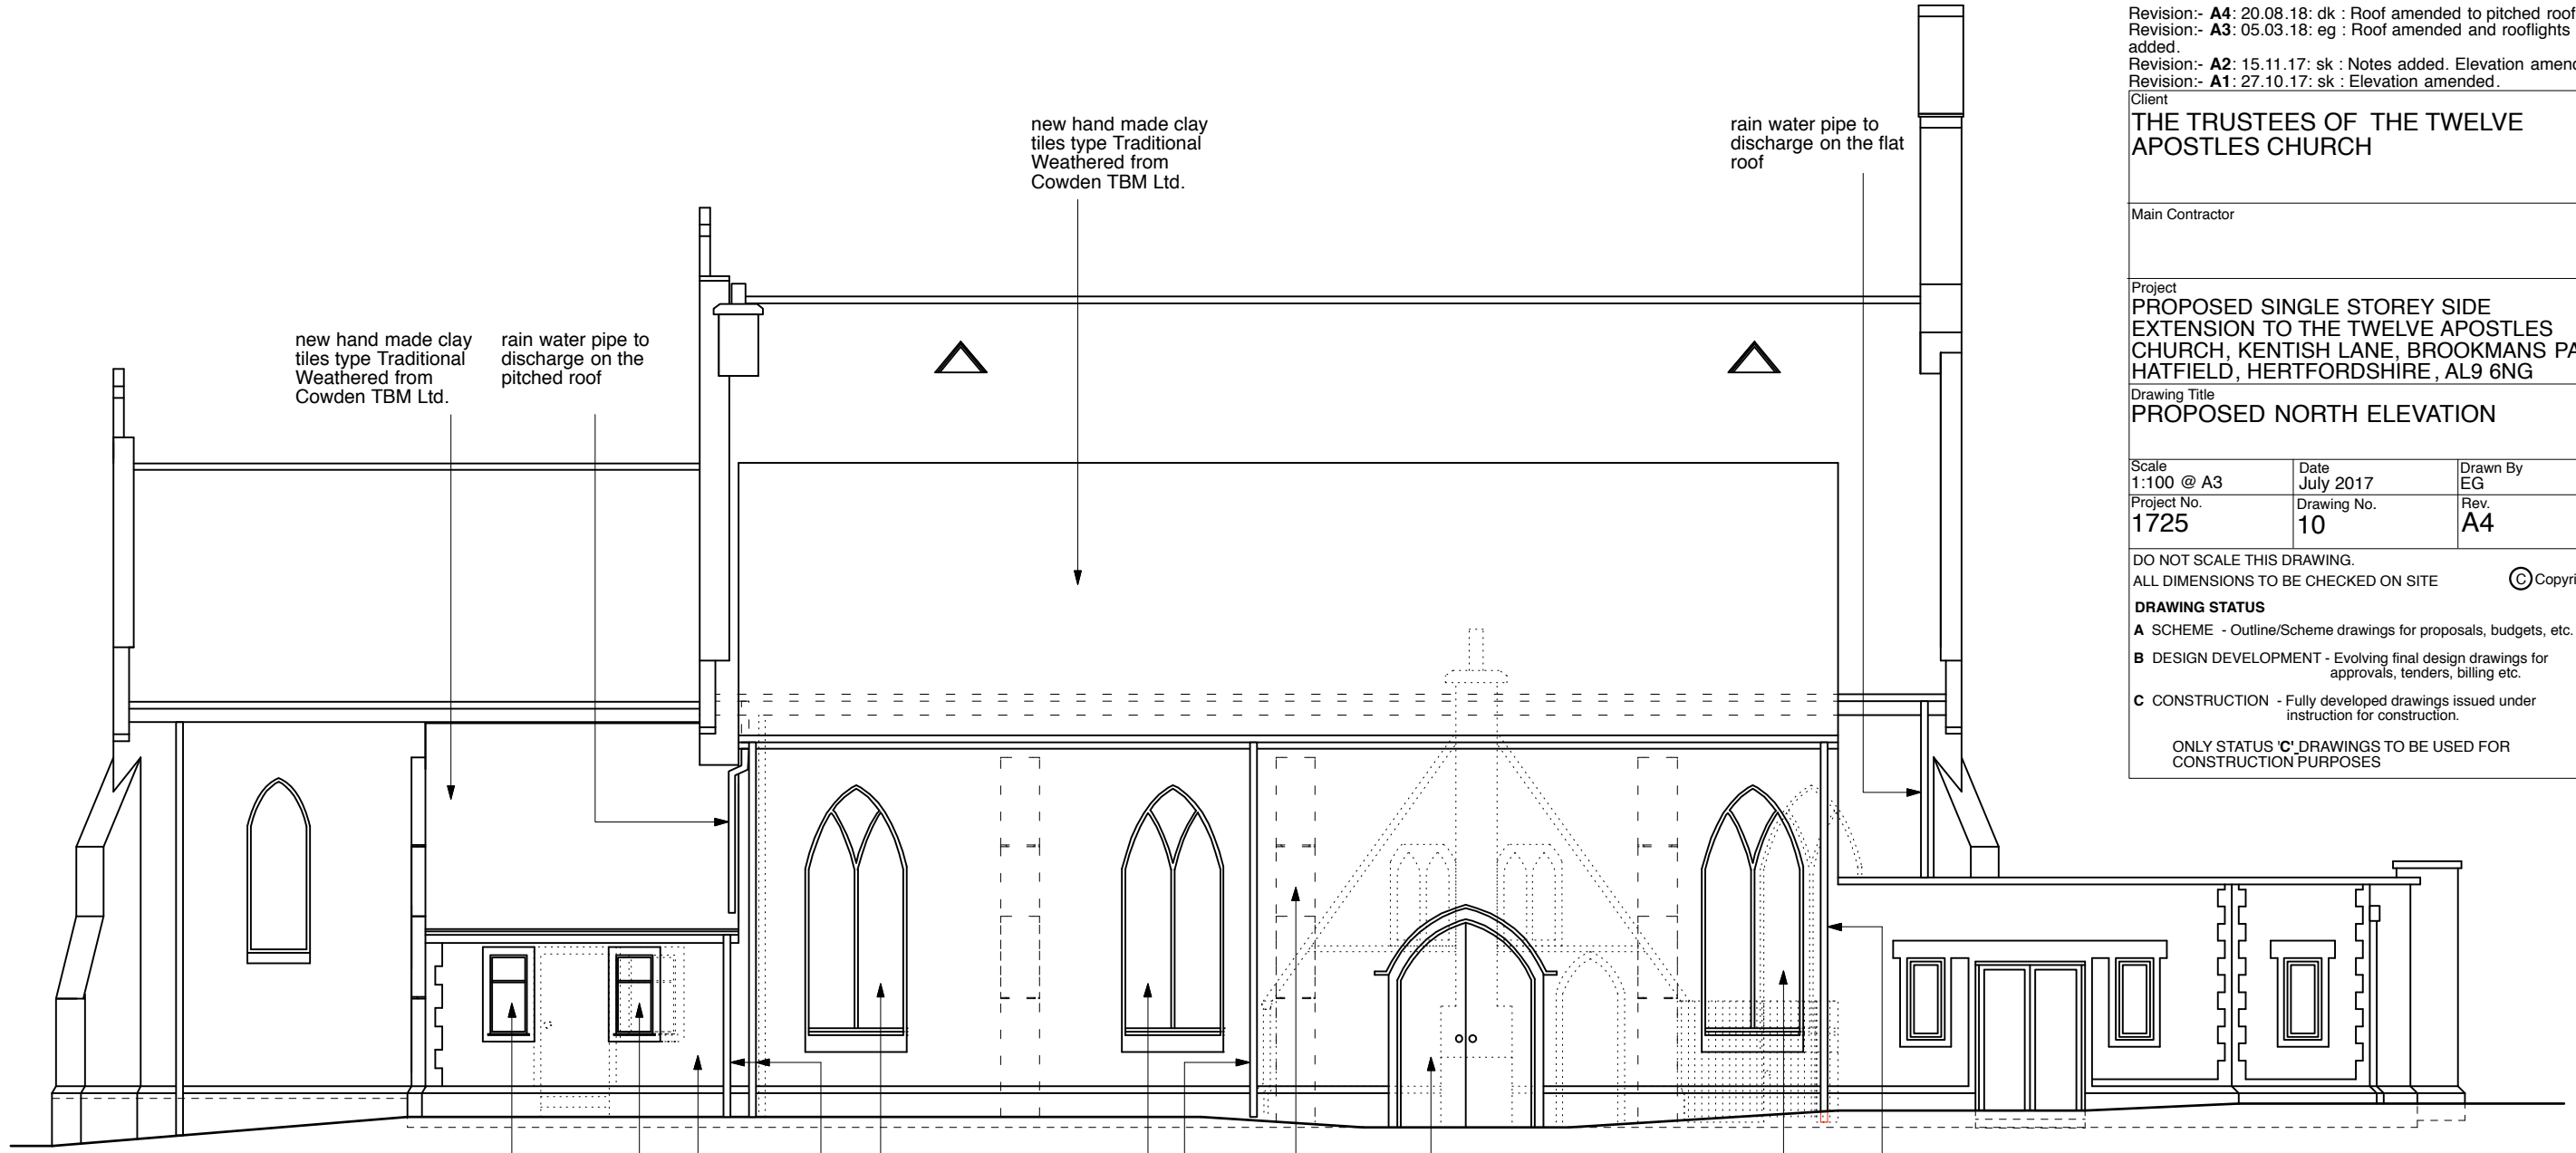 Revision:- A4: 20.08.18: dk : Roof amended to pitched roof
Revision:- A3: 05.03.18: eg : Roof amended and rooflights
added.
Revision:- A2: 15.11.17: sk : Notes added. Elevation
Revision:- A1: 27.10.17: sk : Elevation amended.
Client
THE TRUSTEES OF THE TWELVE
APOSTLES CHURCH
Main Contractor
Project
PROPOSED SINGLE STOREY SIDE
EXTENSION TO THE TWELVE APOSTLES
CHURCH, KENTISH LANE, BROOKMANS
HATFIELD, HERTFORDSHIRE, AL9 6NG
Drawing Title
PROPOSED NORTH ELEVATION
Scale
1:100 @ A3
Date
July 2017
Drawn By
EG
Project No.
1725
Drawing No.
10
Rev.
A4
DO NOT SCALE THIS DRAWING.
ALL DIMENSIONS TO BE CHECKED ON SITE
C
DRAWING STATUS
A SCHEME - Outline/Scheme drawings for proposals, budgets, etc.
B DESIGN DEVELOPMENT - Evolving final design drawings for
approvals, tenders, billing etc.
C CONSTRUCTION - Fully developed drawings issued under
instruction for construction.
ONLY STATUS 'C' DRAWINGS TO BE USED FOR
CONSTRUCTION PURPOSES
new hand made clay
tiles type Traditional
Weathered from
Cowden TBM Ltd.
rain water pipe to
discharge on the flat
roof
new hand made clay
tiles type Traditional
Weathered from
Cowden TBM Ltd.
rain water pipe to
discharge on the
pitched roof